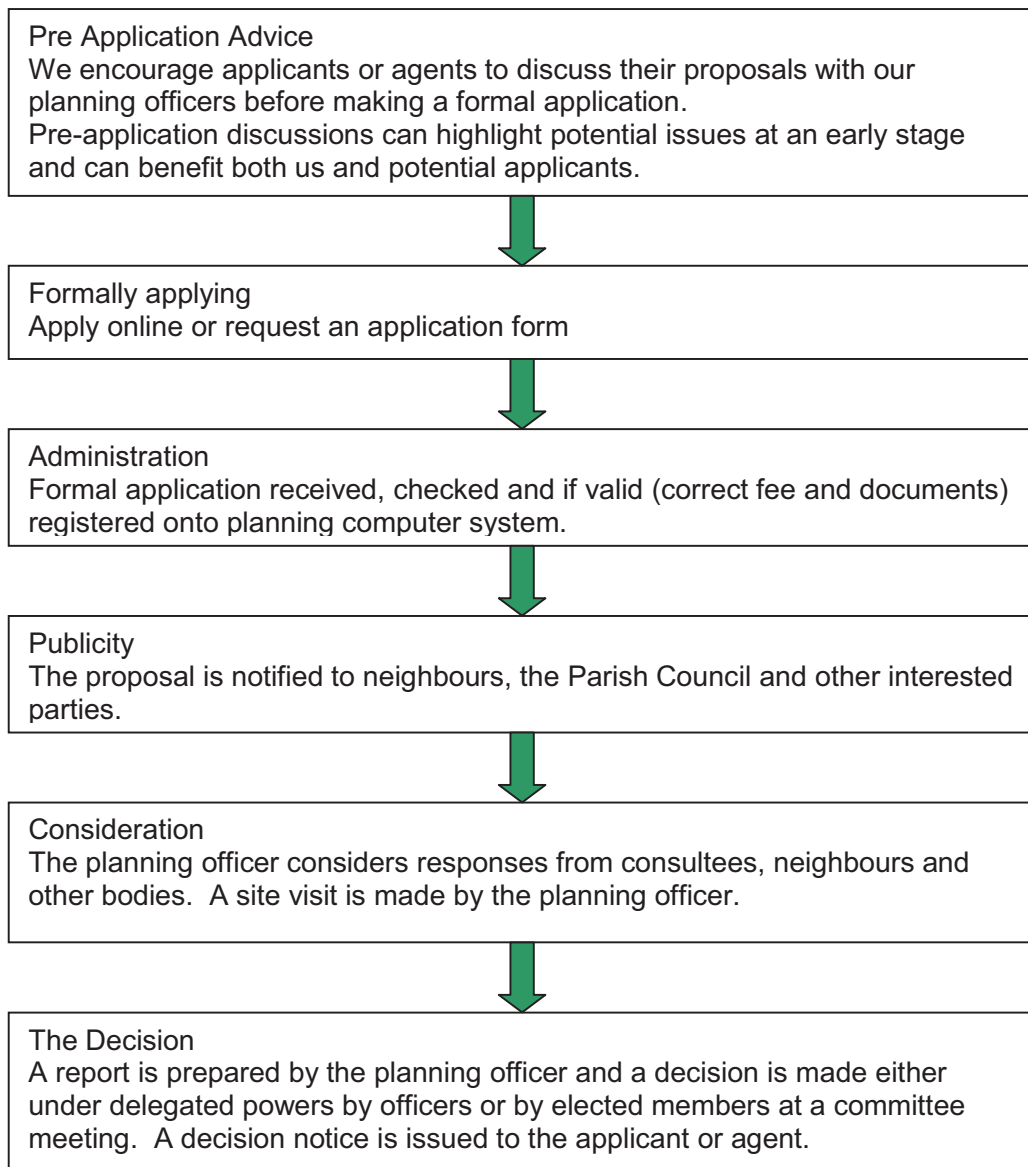 Pre Application Advice
We encourage applicants or agents to discuss their proposals with our
planning officers before making a formal application.
Pre-application discussions can highlight potential issues at an early stage
and can benefit both us and potential applicants.
Formally applying
Apply online or request an application form
Administration
Formal application received, checked and if valid (correct fee and documents)
registered onto planning computer system.
Publicity
The proposal is notified to neighbours, the Parish Council and other interested
parties.
Consideration
The planning officer considers responses from consultees, neighbours and
other bodies.  A site visit is made by the planning officer.
The Decision
A report is prepared by the planning officer and a decision is made either
under delegated powers by officers or by elected members at a committee
meeting.  A decision notice is issued to the applicant or agent.